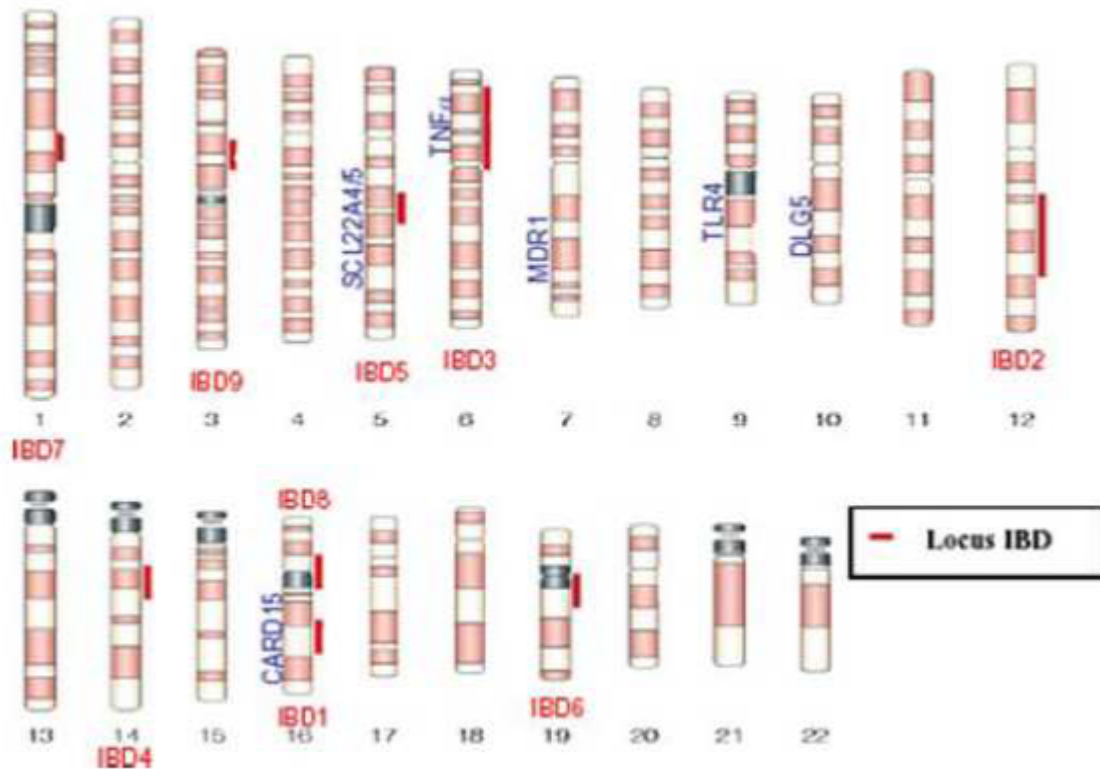 SCL22A4/5
TNFα
MDR1
TLR4
DLG5
IBD9
IBD5
IBD3
IBD2
1 2 3 4 5 6 7 8 9 10 11 12
IBD7
IBD8
Locus IBD
CARD15
IBD1
IBD6
13 14 15 16 17 18 19 20 21 22
IBD4